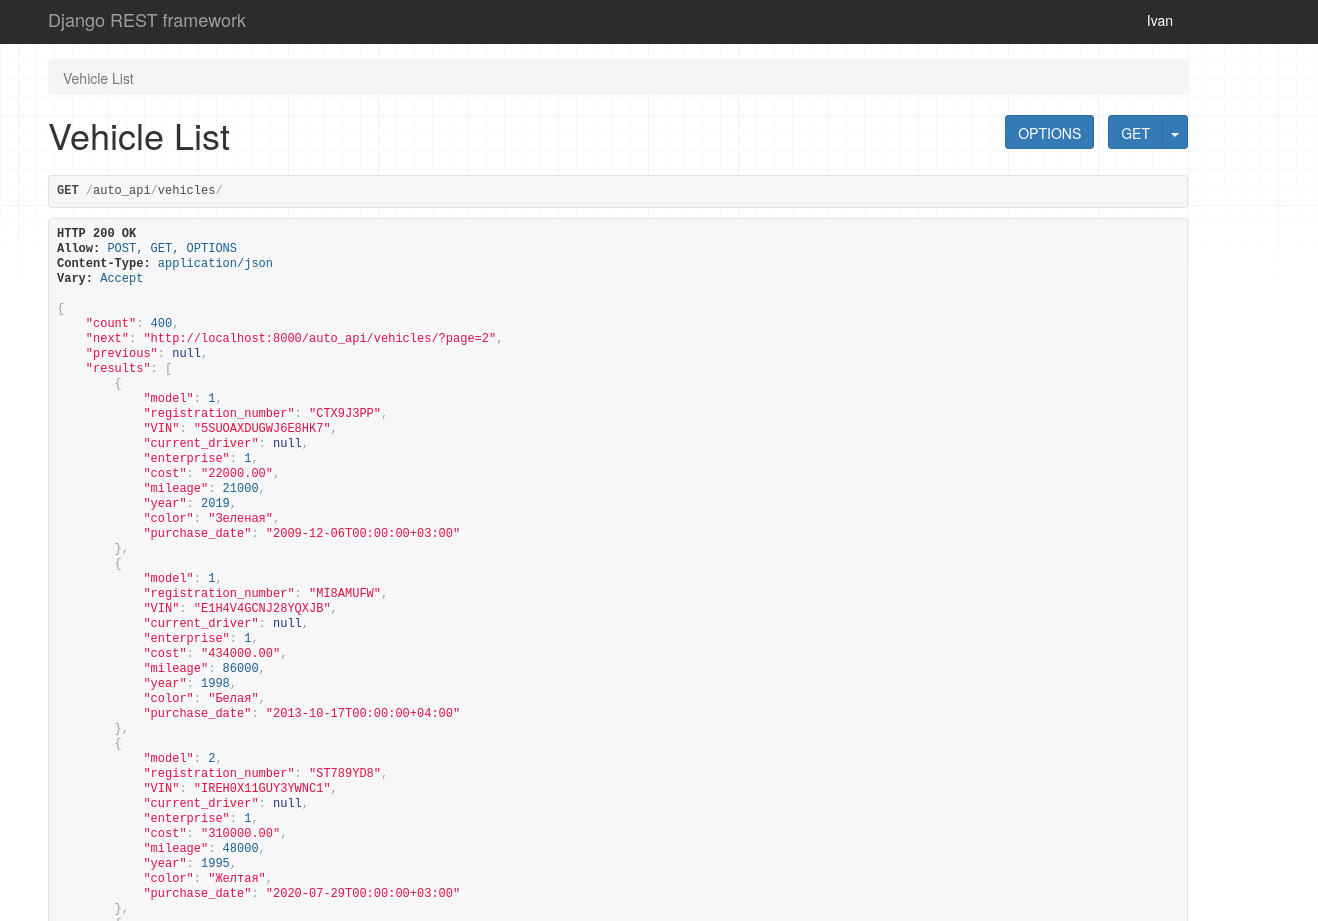 Django REST framework
Ivan
Vehicle List
Vehicle List
OPTIONS
GET
GET /auto_api/vehicles/
HTTP 200 OK
Allow: POST, GET, OPTIONS
Content-Type: application/json
Vary: Accept
{
"count": 400,
"next": "http://localhost:8000/auto_api/vehicles/?page=2",
"previous": null,
"results": [
{
"model": 1,
"registration_number": "CTX9J3PP",
"VIN": "5SUOAXDUGWJ6E8HK7",
"current_driver": null,
"enterprise": 1,
"cost": "22000.00",
"mileage": 21000,
"year": 2019,
"color": "Зеленая",
"purchase_date": "2009-12-06T00:00:00+03:00"
},
{
"model": 1,
"registration_number": "MI8AMUFW",
"VIN": "E1H4V4GCNJ28YQXJB",
"current_driver": null,
"enterprise": 1,
"cost": "434000.00",
"mileage": 86000,
"year": 1998,
"color": "Белая",
"purchase_date": "2013-10-17T00:00:00+04:00"
},
{
"model": 2,
"registration_number": "ST789YD8",
"VIN": "IREH0X11GUY3YWNC1",
"current_driver": null,
"enterprise": 1,
"cost": "310000.00",
"mileage": 48000,
"year": 1995,
"color": "Желтая",
"purchase_date": "2020-07-29T00:00:00+03:00"
},
{